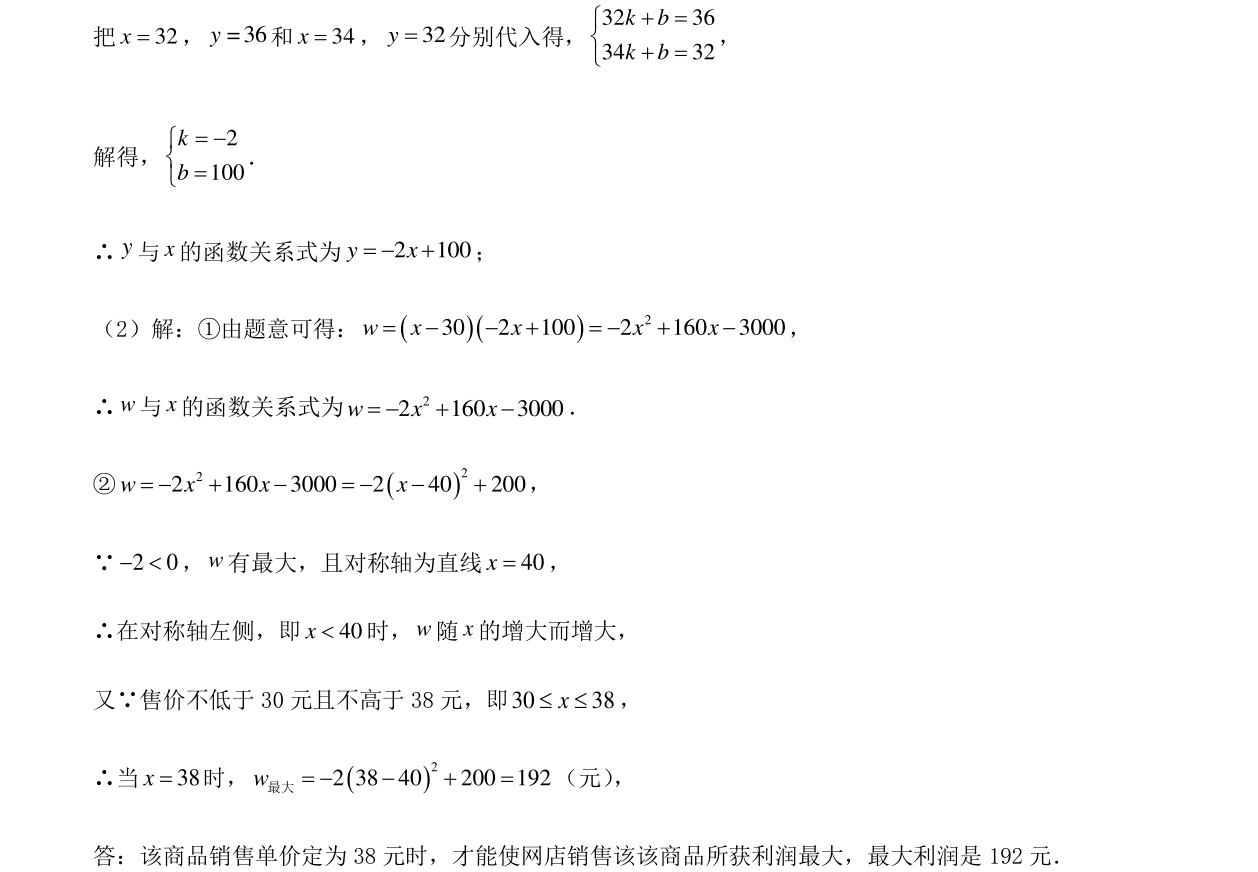 把 x = 32，y = 36 和 x = 34，y = 32 分别代入得，{32k + b = 36
34k + b = 32，
解得，{k = −2
b = 100．
∴ y 与 x 的函数关系式为 y = −2x + 100；
（2）解：①由题意可得：w = (x − 30)(−2x + 100) = −2x² + 160x − 3000，
∴ w 与 x 的函数关系式为 w = −2x² + 160x − 3000．
② w = −2x² + 160x − 3000 = −2(x − 40)² + 200，
∵ −2 < 0，w 有最大，且对称轴为直线 x = 40，
∴在对称轴左侧，即 x < 40 时，w 随 x 的增大而增大，
又∵售价不低于 30 元且不高于 38 元，即 30 ≤ x ≤ 38，
∴当 x = 38 时，w最大 = −2(38 − 40)² + 200 = 192（元），
答：该商品销售单价定为 38 元时，才能使网店销售该该商品所获利润最大，最大利润是 192 元．